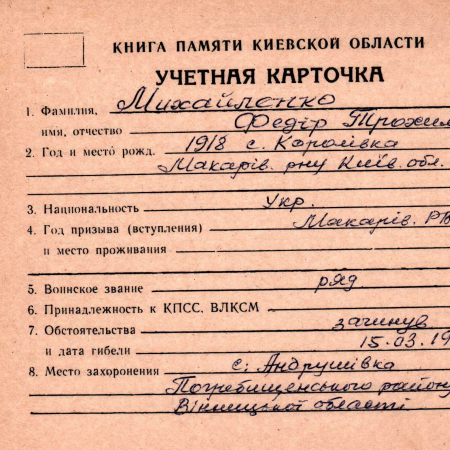 КНИГА ПАМЯТИ КИЕВСКОЙ ОБЛАСТИ
УЧЕТНАЯ КАРТОЧКА
1. Фамилия, Михайленко
имя, отчество Федір Трохим
2. Год и место рожд. 1918 с. Королівка
Макарів. р-ну Київ. обл.
3. Национальность Укр.
4. Год призыва (вступления) Макарів. РВ
и место проживания
5. Воинское звание ряд.
6. Принадлежность к КПСС, ВЛКСМ
7. Обстоятельства загинув
и дата гибели 15.03.19
8. Место захоронения с. Андрушівка
Погребищенського району
Вінницької області